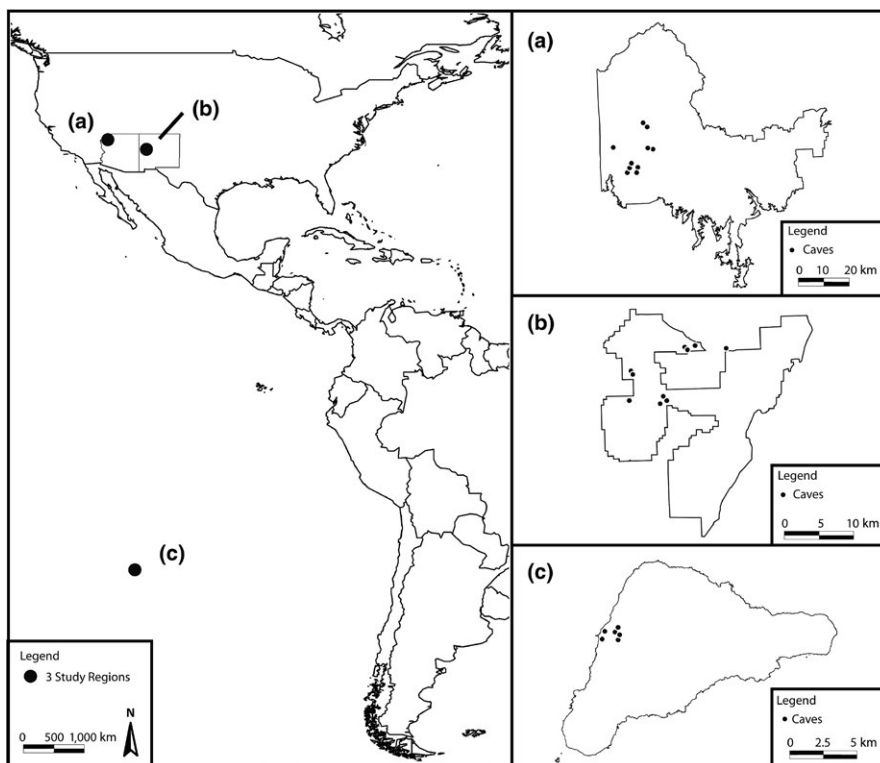 (a)
(b)
(c)
Legend
3 Study Regions
N
0 500 1,000 km
(a)
Legend
Caves
0 10 20 km
(b)
Legend
Caves
0 5 10 km
(c)
Legend
Caves
0 2.5 5 km